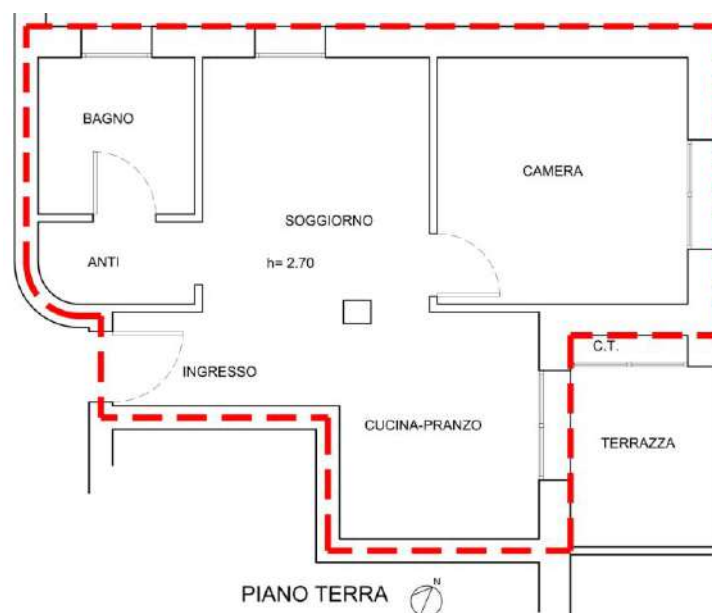 BAGNO
CAMERA
SOGGIORNO
ANTI
h= 2.70
C.T.
INGRESSO
CUCINA-PRANZO
TERRAZZA
PIANO TERRA
N